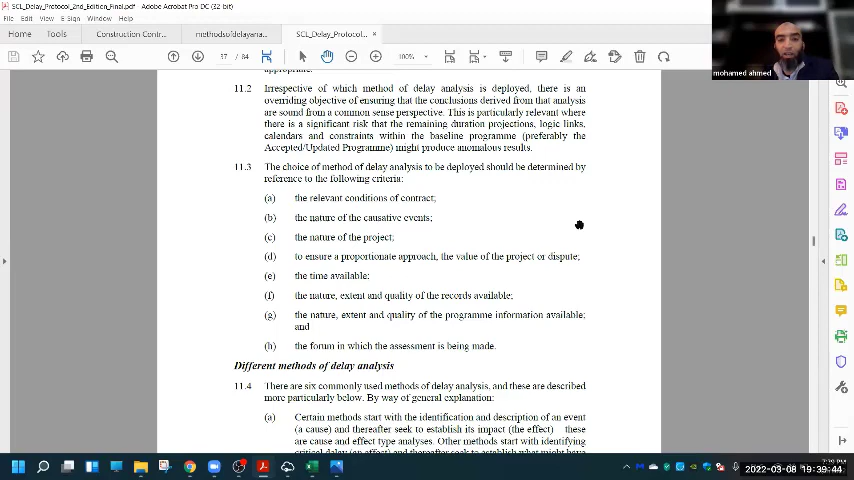 SCL_Delay_Protocol_2nd_Edition_Final.pdf - Adobe Acrobat Pro DC (32-bit)
File Edit View E-Sign Window Help
Home Tools Construction Contr... methodsofdelayana... SCL_Delay_Protocol... ×
37 / 84 100%
mohamed ahmed
11.2 Irrespective of which method of delay analysis is deployed, there is an
overriding objective of ensuring that the conclusions derived from that analysis
are sound from a common sense perspective. This is particularly relevant where
there is a significant risk that the remaining duration projections, logic links,
calendars and constraints within the baseline programme (preferably the
Accepted/Updated Programme) might produce anomalous results.
11.3 The choice of method of delay analysis to be deployed should be determined by
reference to the following criteria:
(a) the relevant conditions of contract;
(b) the nature of the causative events;
(c) the nature of the project;
(d) to ensure a proportionate approach, the value of the project or dispute;
(e) the time available;
(f) the nature, extent and quality of the records available;
(g) the nature, extent and quality of the programme information available;
and
(h) the forum in which the assessment is being made.
Different methods of delay analysis
11.4 There are six commonly used methods of delay analysis, and these are described
more particularly below. By way of general explanation:
(a) Certain methods start with the identification and description of an event
(a cause) and thereafter seek to establish its impact (the effect) these
are cause and effect type analyses. Other methods start with identifying
2022-03-08 19:39:44